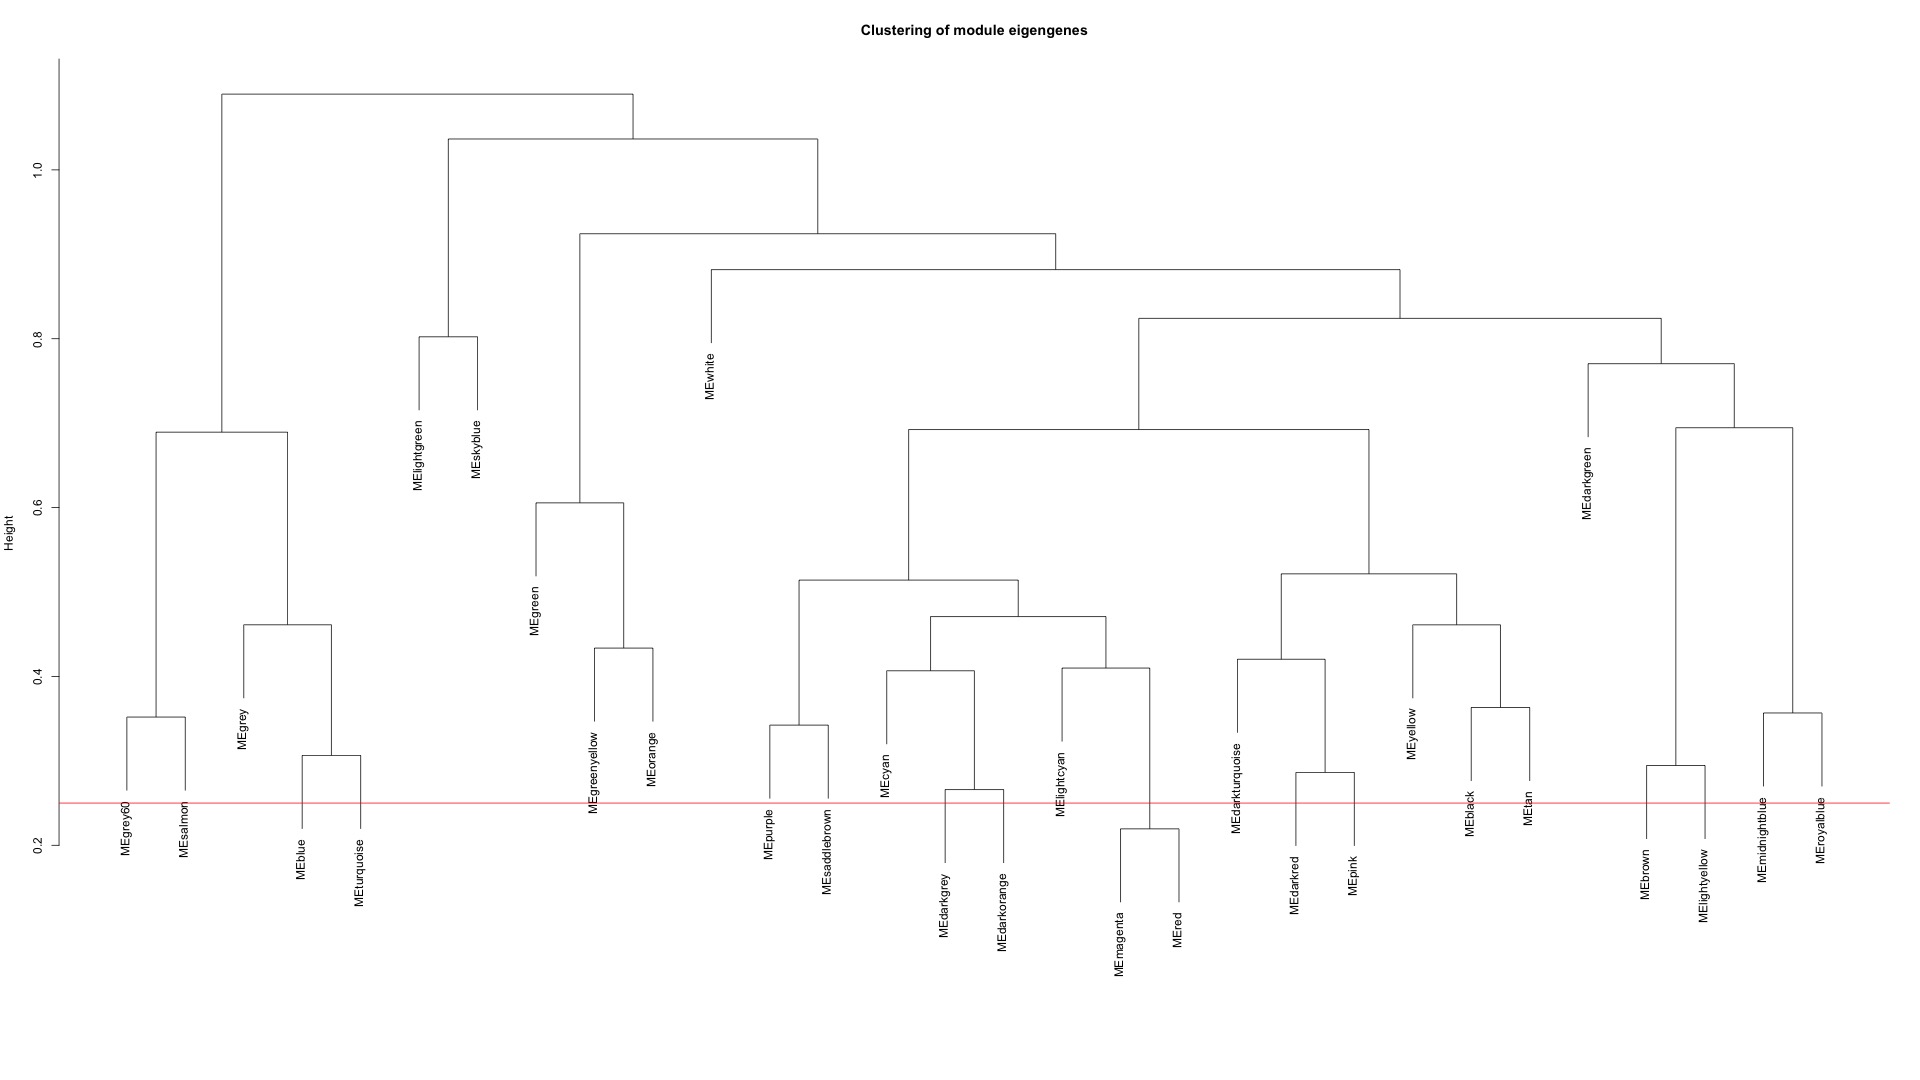 Clustering of module eigengenes
Height
1.0
0.8
0.6
0.4
0.2
MEgrey60
MEsalmon
MEgrey
MEblue
MEturquoise
MElightgreen
MEskyblue
MEgreen
MEgreenyellow
MEorange
MEwhite
MEpurple
MEsaddlebrown
MEcyan
MEdarkgrey
MEdarkorange
MElightcyan
MEmagenta
MEred
MEdarkturquoise
MEdarkred
MEpink
MEyellow
MEblack
MEtan
MEdarkgreen
MEbrown
MElightyellow
MEmidnightblue
MEroyalblue